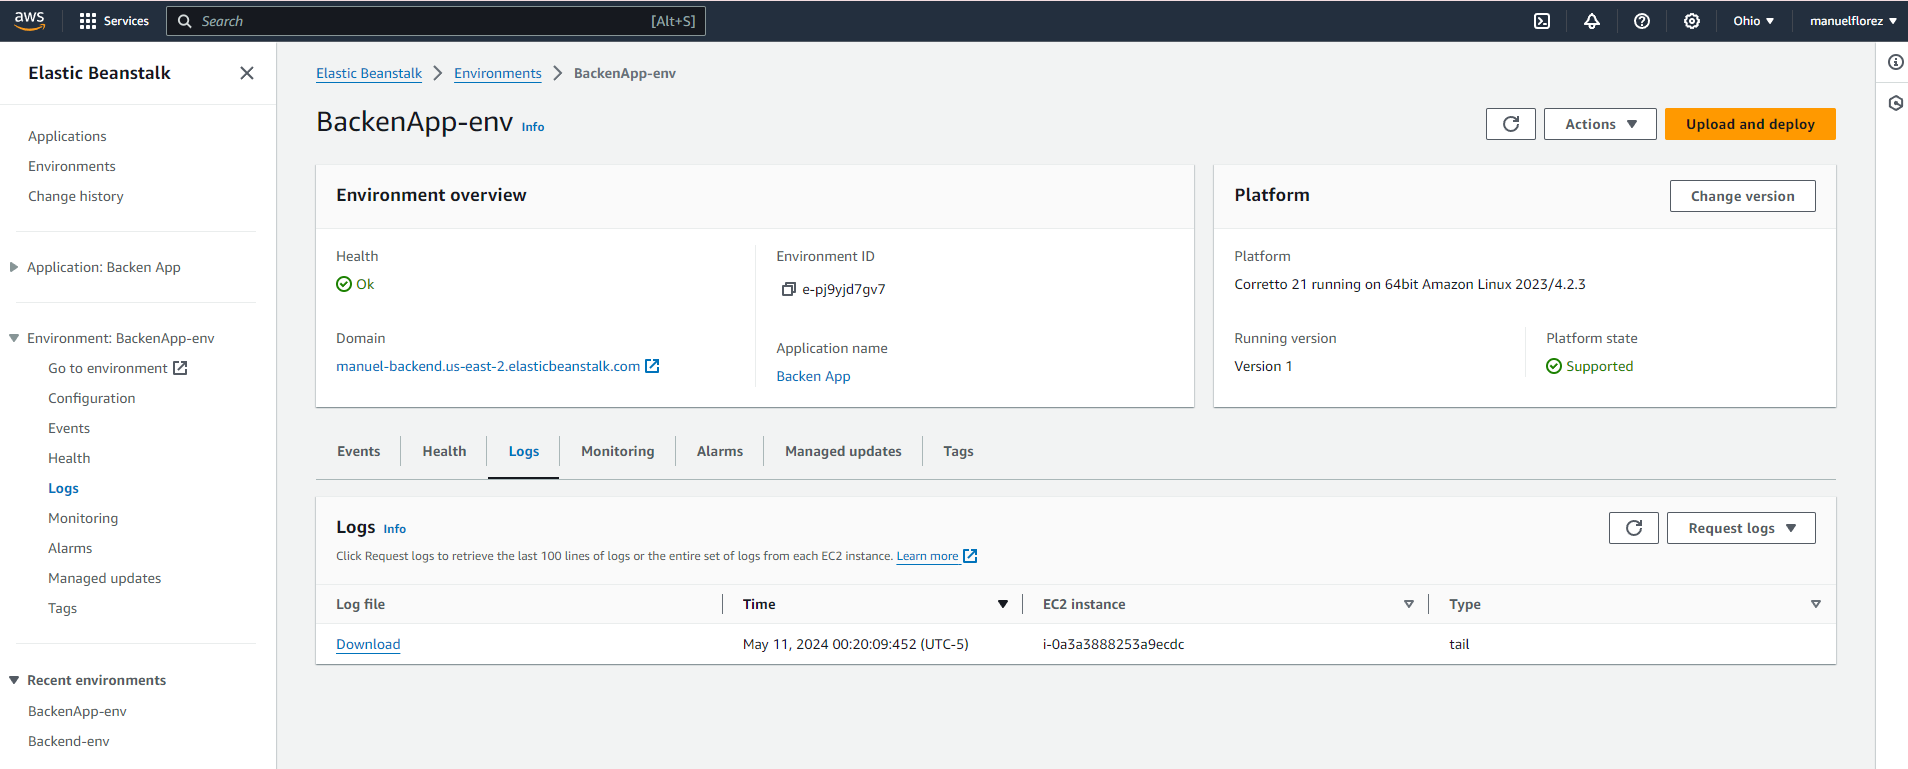 aws
Services
Search
[Alt+S]
Ohio
manuelflorez
Elastic Beanstalk
Applications
Environments
Change history
Application: Backen App
Environment: BackenApp-env
Go to environment
Configuration
Events
Health
Logs
Monitoring
Alarms
Managed updates
Tags
Recent environments
BackenApp-env
Backend-env
Elastic Beanstalk
Environments
BackenApp-env
BackenApp-env Info
Actions
Upload and deploy
Environment overview
Health
Ok
Domain
manuel-backend.us-east-2.elasticbeanstalk.com
Environment ID
e-pj9yjd7gv7
Application name
Backen App
Platform
Change version
Platform
Corretto 21 running on 64bit Amazon Linux 2023/4.2.3
Running version
Version 1
Platform state
Supported
Events
Health
Logs
Monitoring
Alarms
Managed updates
Tags
Logs Info
Click Request logs to retrieve the last 100 lines of logs or the entire set of logs from each EC2 instance. Learn more
Request logs
Log file
Time
EC2 instance
Type
Download
May 11, 2024 00:20:09:452 (UTC-5)
i-0a3a3888253a9ecdc
tail